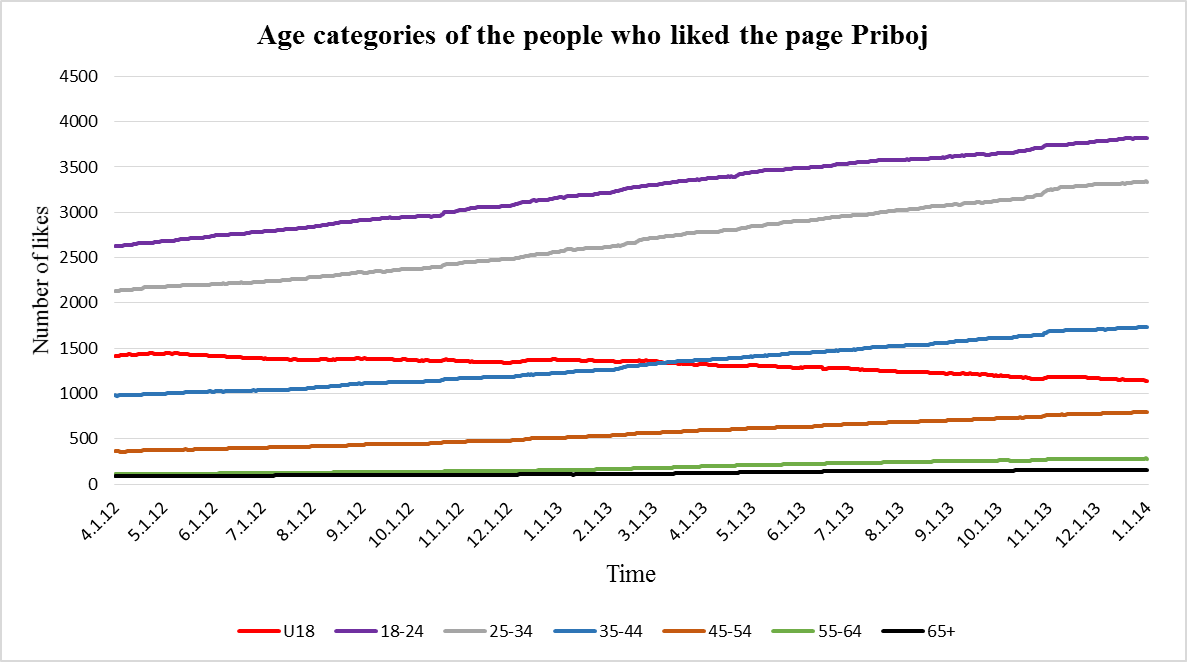 Age categories of the people who liked the page Priboj
Number of likes
4500
4000
3500
3000
2500
2000
1500
1000
500
0
4.1.12 5.1.12 6.1.12 7.1.12 8.1.12 9.1.12 10.1.12 11.1.12 12.1.12 1.1.13 2.1.13 3.1.13 4.1.13 5.1.13 6.1.13 7.1.13 8.1.13 9.1.13 10.1.13 11.1.13 12.1.13 1.1.14
Time
U18 18-24 25-34 35-44 45-54 55-64 65+